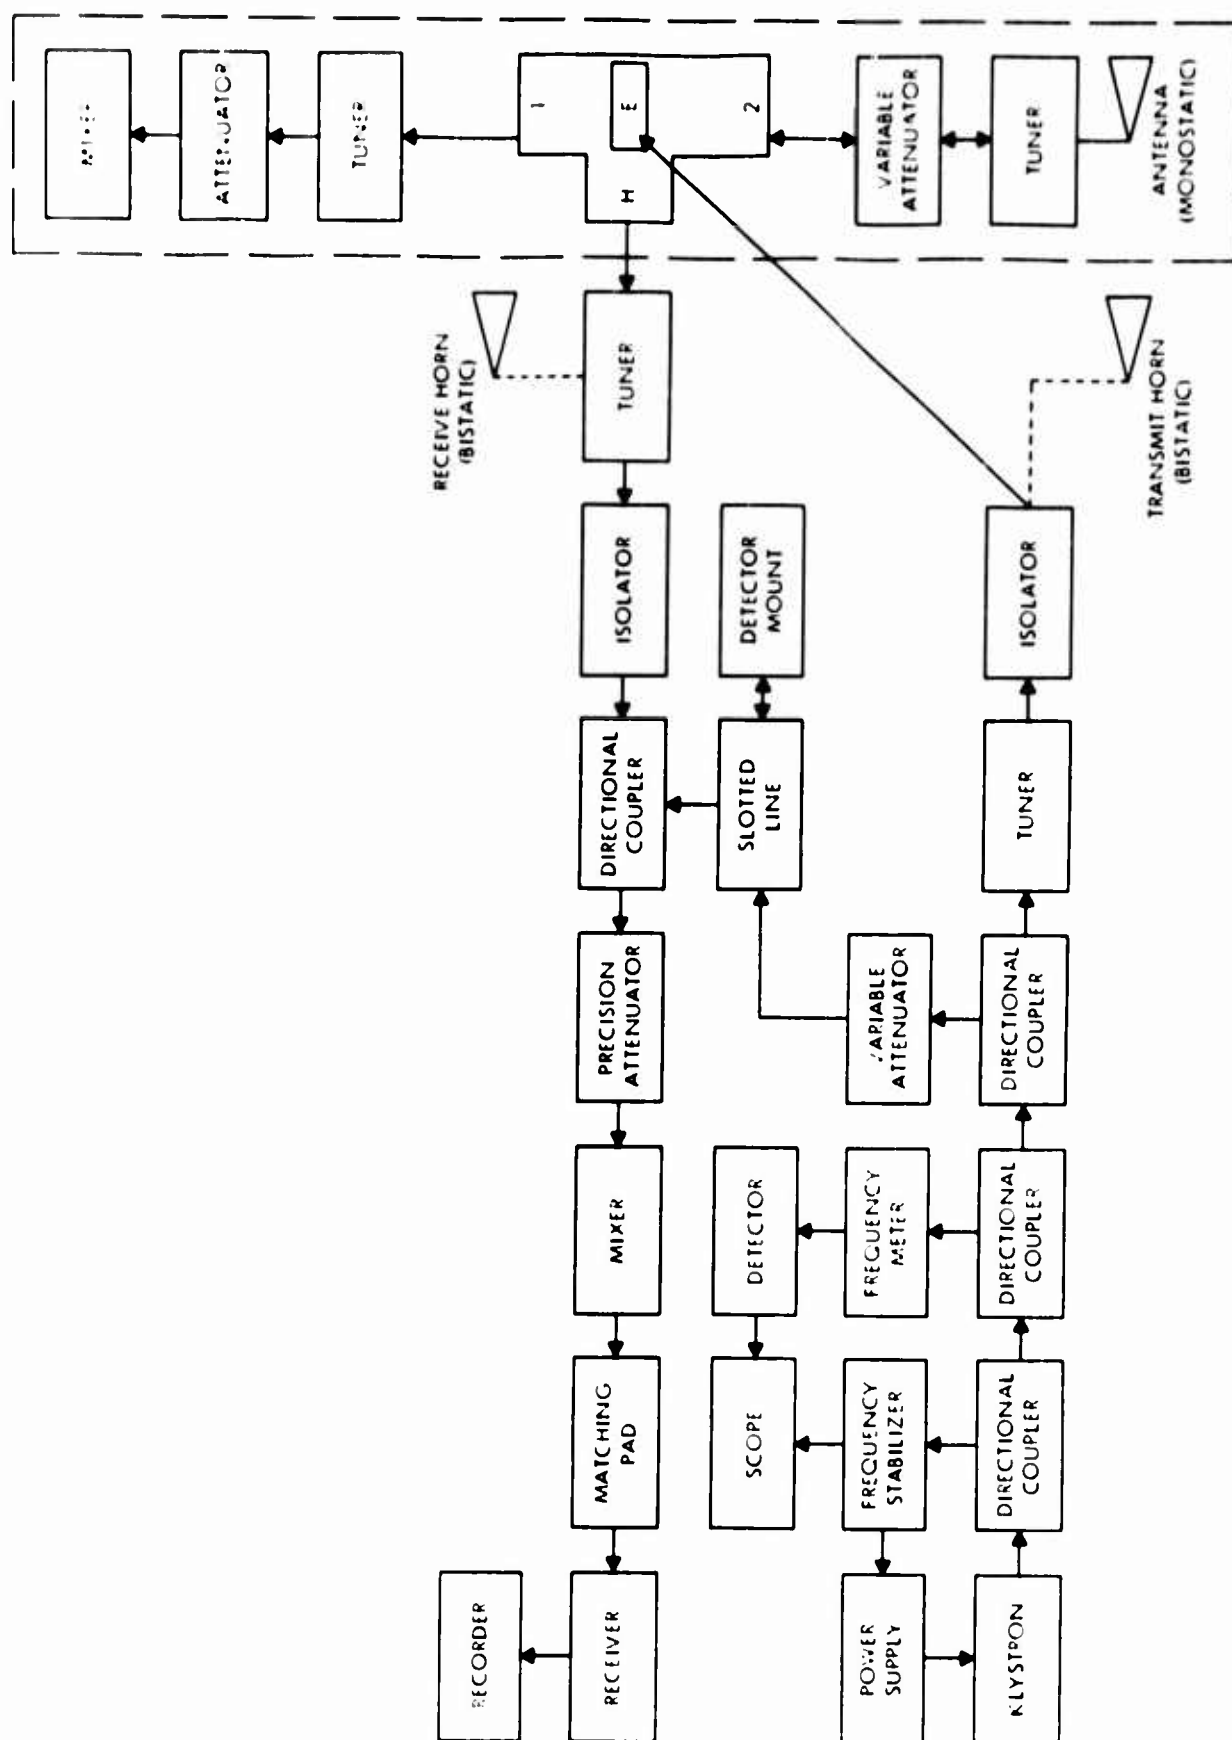 ATTENUATOR
TUNER
RECEIVE HORN
(BISTATIC)
RECORDER
1
RECEIVER
MATCHING
PAD
MIXER
PRECISION
ATTENUATOR
DIRECTIONAL
COUPLER
ISOLATOR
TUNER
H
E
SCOPE
DETECTOR
SLOTTED
LINE
DETECTOR
MOUNT
2
POWER
SUPPLY
FREQUENCY
STABILIZER
FREQUENCY
METER
VARIABLE
ATTENUATOR
VARIABLE
ATTENUATOR
KLYSTRON
DIRECTIONAL
COUPLER
DIRECTIONAL
COUPLER
DIRECTIONAL
COUPLER
TUNER
ISOLATOR
TUNER
TRANSMIT HORN
(BISTATIC)
ANTENNA
(MONOSTATIC)